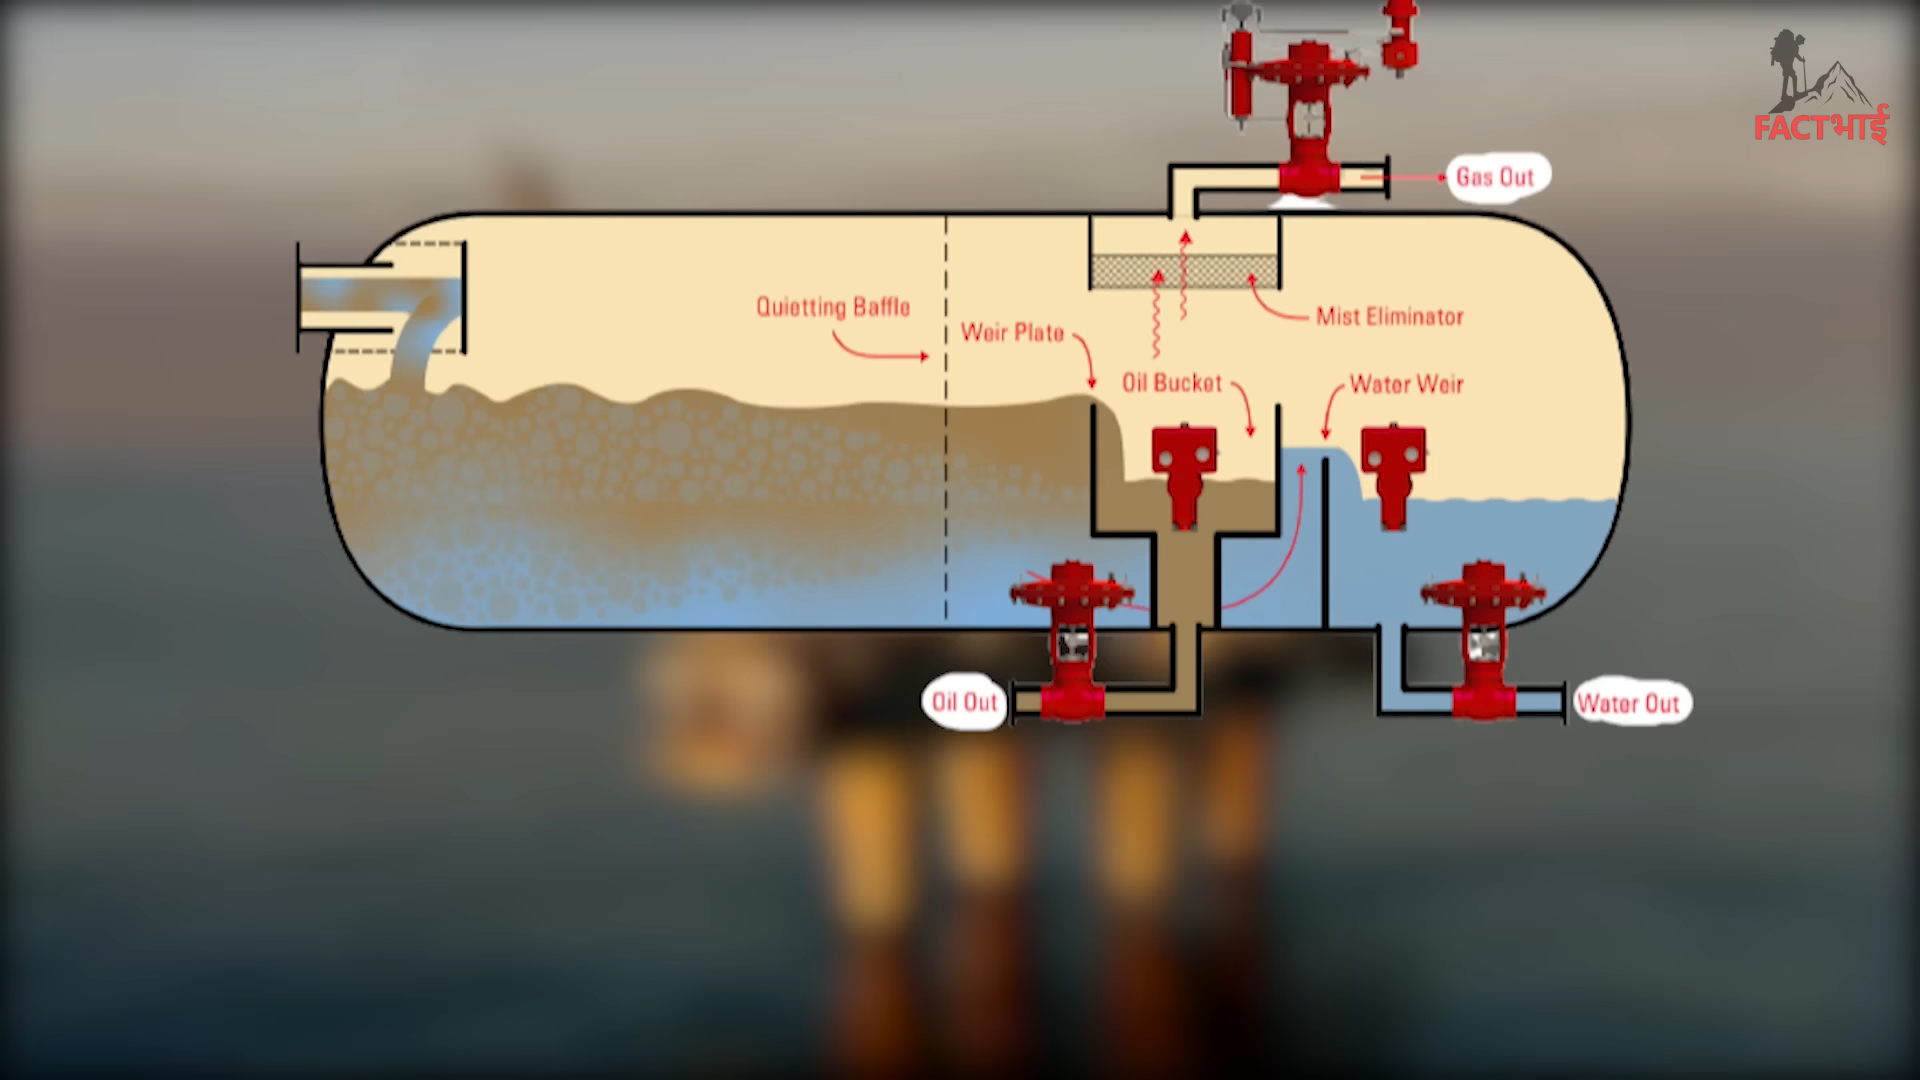 FACTभाई
Gas Out
Quietting Baffle
Weir Plate
Mist Eliminator
Oil Bucket
Water Weir
Oil Out
Water Out